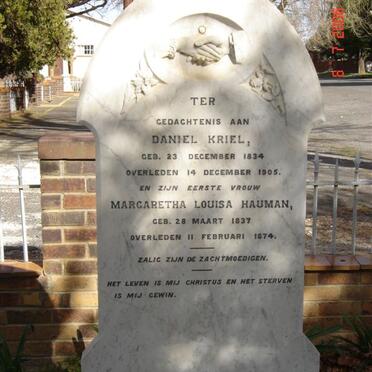 TER
GEDACHTENIS AAN
DANIEL KRIEL,
GEB. 23 DECEMBER 1834
OVERLEDEN 14 DECEMBER 1905.
EN ZIJN EERSTE VROUW
MARGARETHA LOUISA HAUMAN,
GEB. 28 MAART 1837
OVERLEDEN 11 FEBRUARI 1874.
ZALIG ZIJN DE ZACHTMOEDIGEN.
HET LEVEN IS MIJ CHRISTUS EN HET STERVEN
IS MIJ GEWIN.